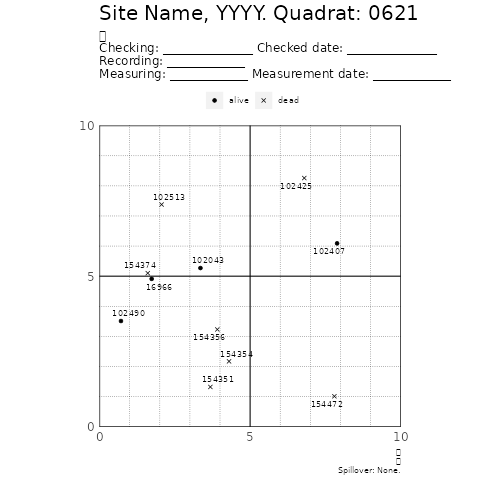 Site Name, YYYY. Quadrat: 0621
Checking: ______________ Checked date: ______________
Recording: ____________
Measuring: ____________ Measurement date: ____________
alive dead
10
102425
102513
102407
102043
154374
5
16966
102490
154356
154354
154351
154472
0
0 5 10
Spillover: None.